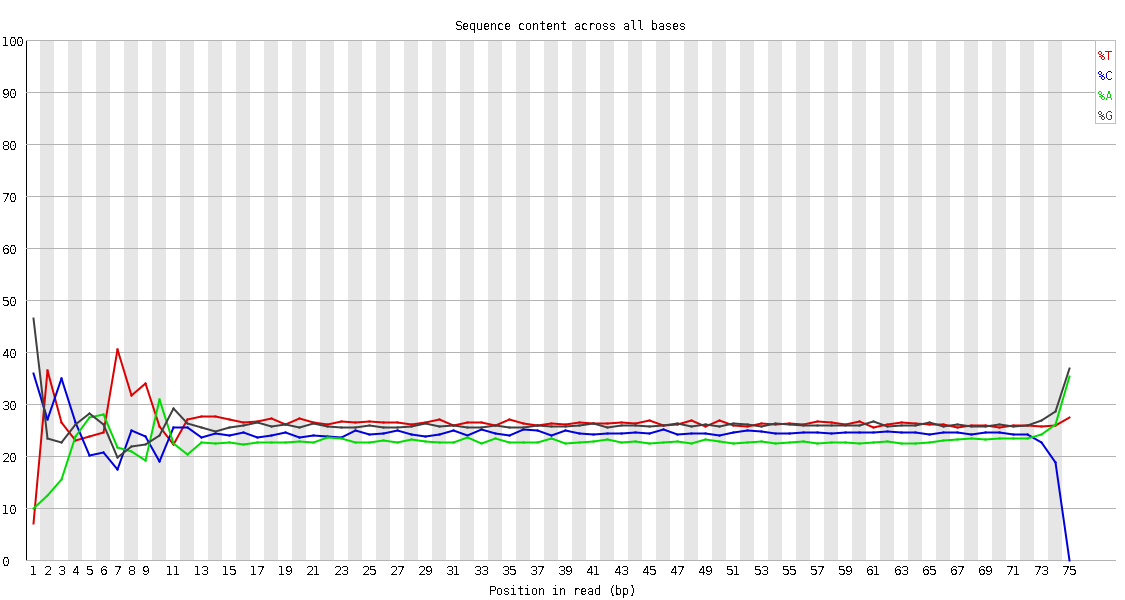 Sequence content across all bases
100
90
80
70
60
50
40
30
20
10
0
%T
%C
%A
%G
1 2 3 4 5 6 7 8 9 11 13 15 17 19 21 23 25 27 29 31 33 35 37 39 41 43 45 47 49 51 53 55 57 59 61 63 65 67 69 71 73 75
Position in read (bp)